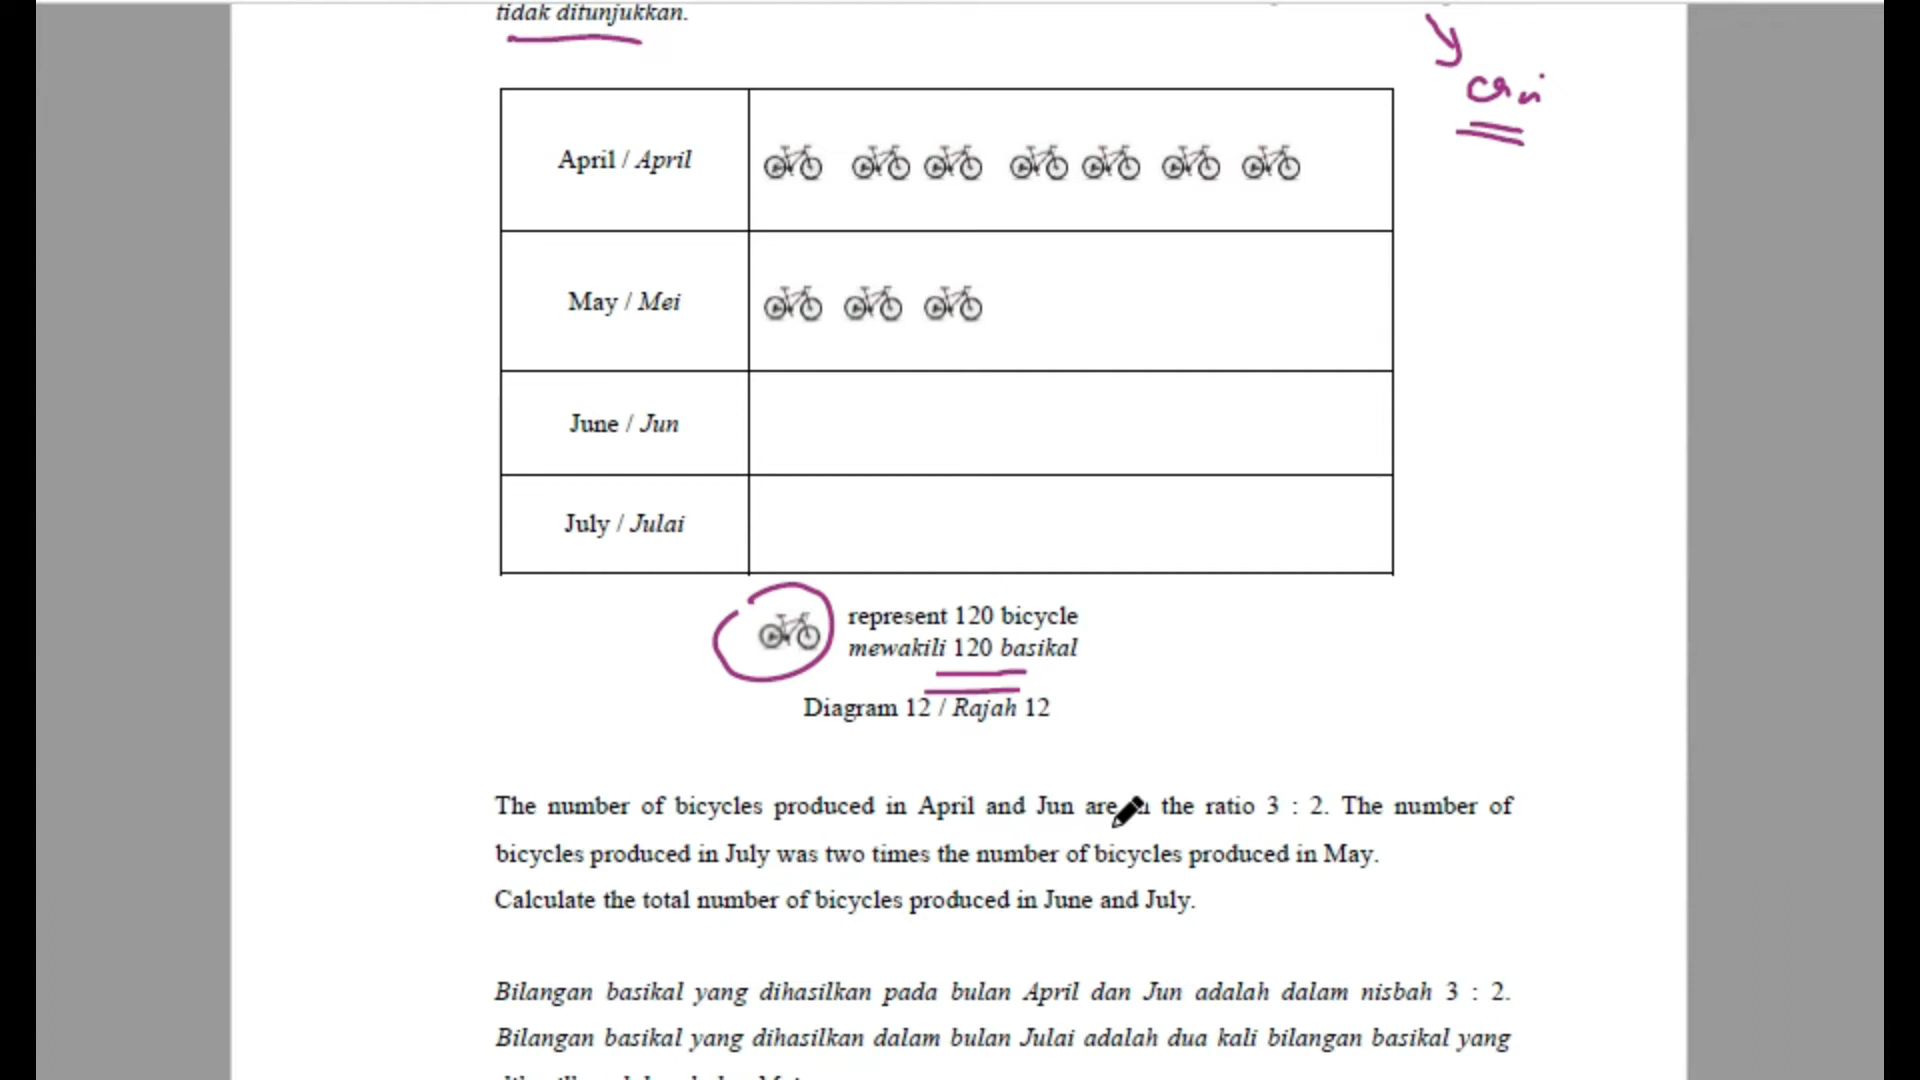 tidak ditunjukkan.
cari
April / April
May / Mei
June / Jun
July / Julai
represent 120 bicycle
mewakili 120 basikal
Diagram 12 / Rajah 12
The number of bicycles produced in April and Jun are the ratio 3 : 2. The number of
bicycles produced in July was two times the number of bicycles produced in May.
Calculate the total number of bicycles produced in June and July.
Bilangan basikal yang dihasilkan pada bulan April dan Jun adalah dalam nisbah 3 : 2.
Bilangan basikal yang dihasilkan dalam bulan Julai adalah dua kali bilangan basikal yang